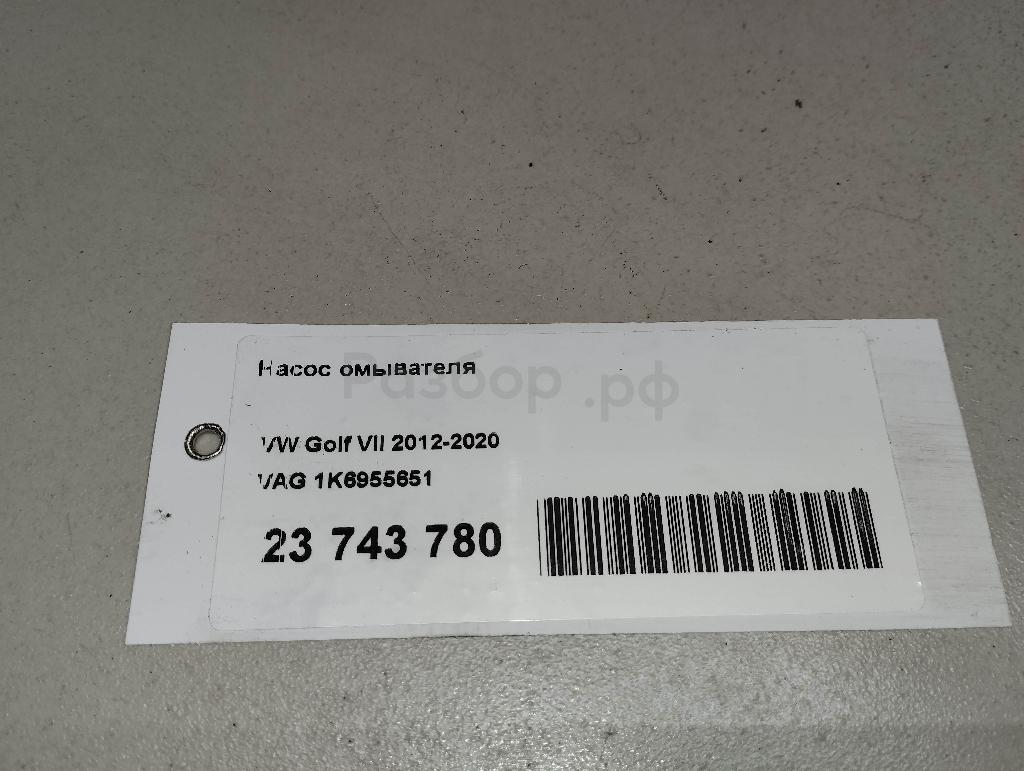 Насос омывателя
Разбор.рф
VW Golf VII 2012-2020
VAG 1K6955651
23 743 780